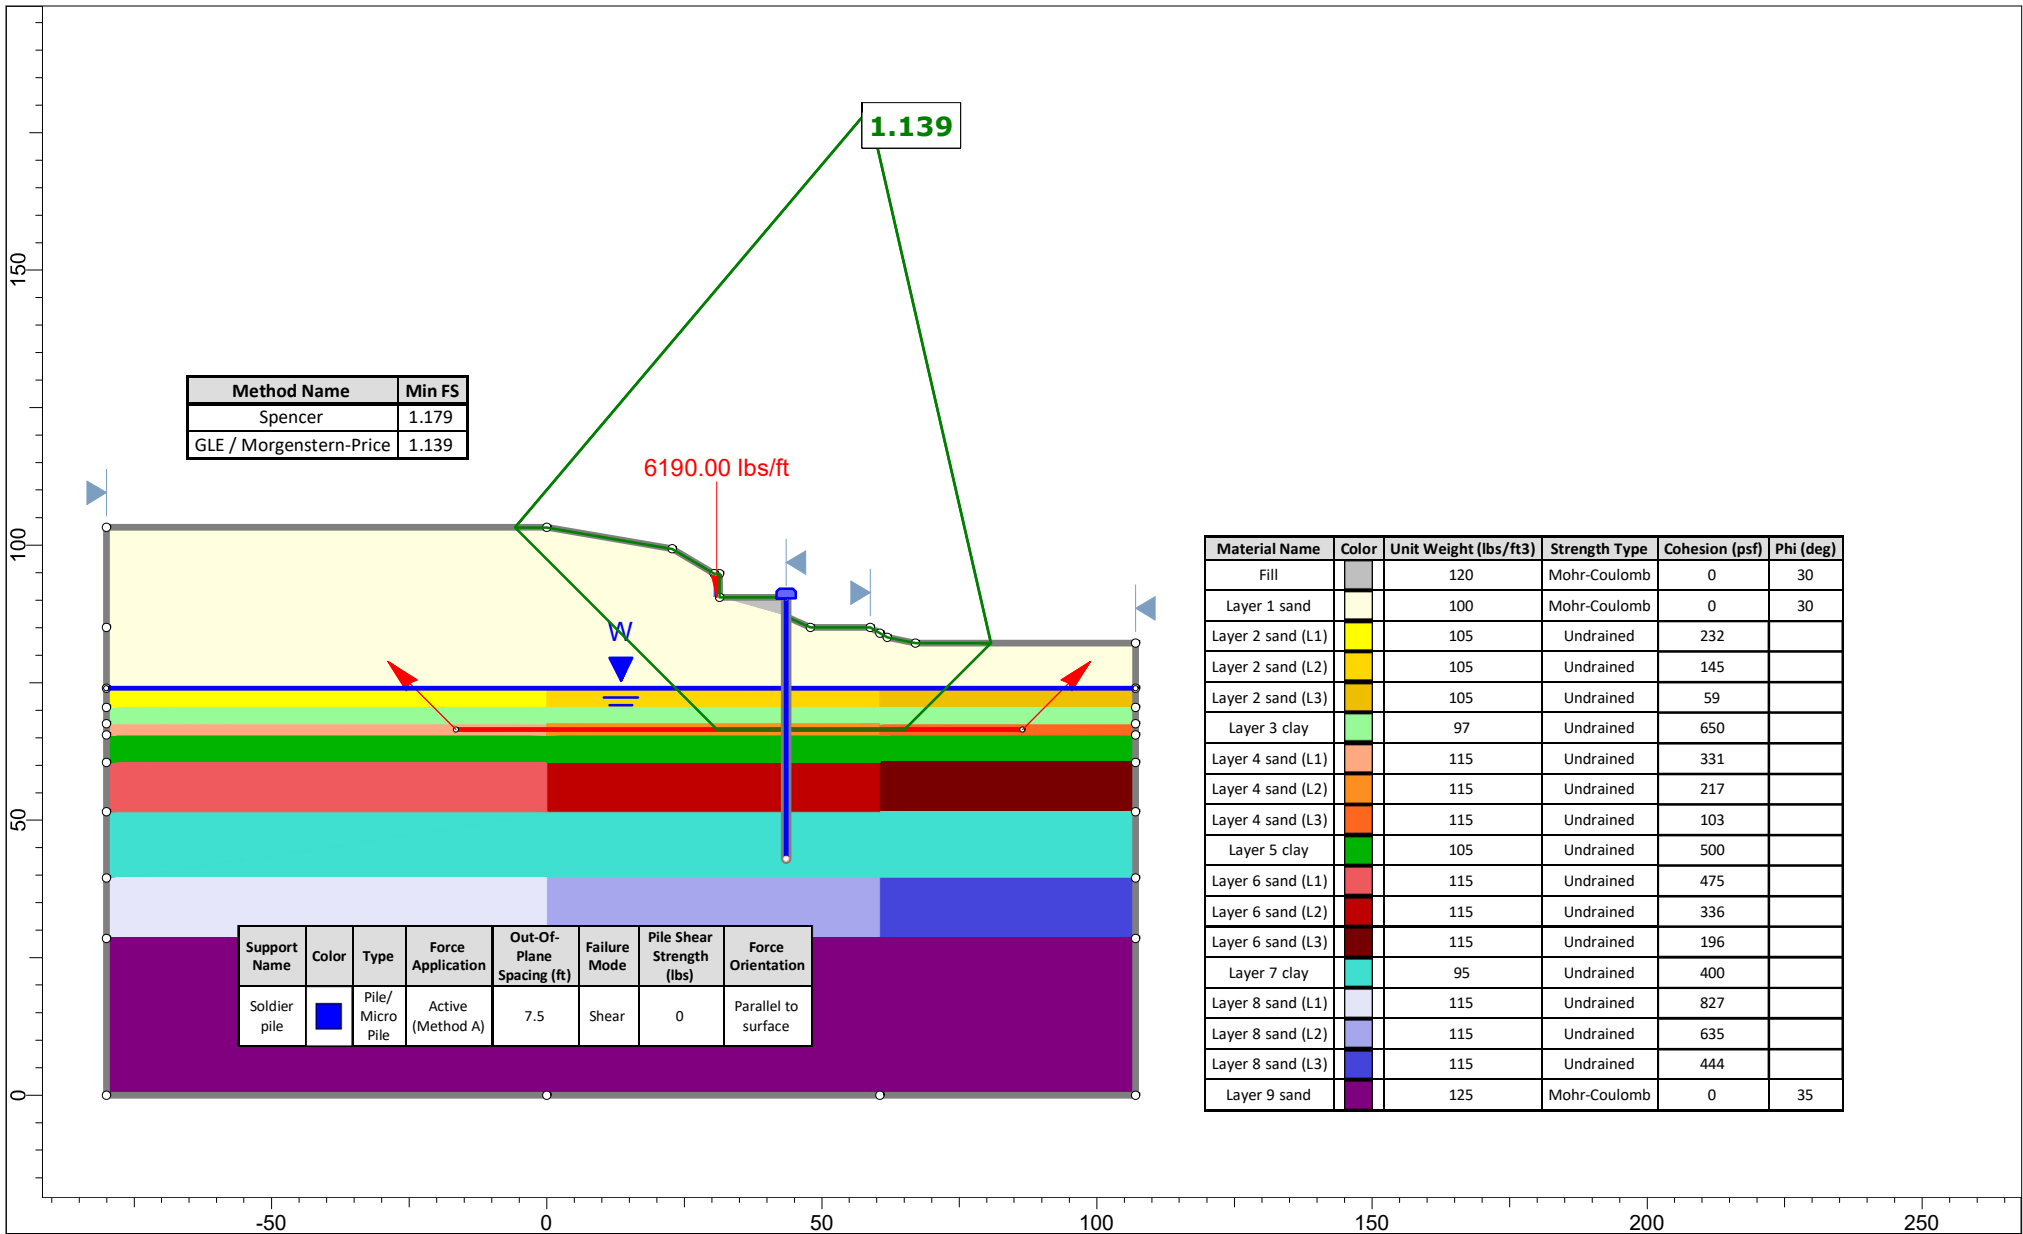 1.139
150
100
50
0
-50
0
50
100
150
200
250
Method Name Min FS
Spencer 1.179
GLE / Morgenstern-Price 1.139
6190.00 lbs/ft
W
Material Name Color Unit Weight (lbs/ft3) Strength Type Cohesion (psf) Phi (deg)
Fill 120 Mohr-Coulomb 0 30
Layer 1 sand 100 Mohr-Coulomb 0 30
Layer 2 sand (L1) 105 Undrained 232
Layer 2 sand (L2) 105 Undrained 145
Layer 2 sand (L3) 105 Undrained 59
Layer 3 clay 97 Undrained 650
Layer 4 sand (L1) 115 Undrained 331
Layer 4 sand (L2) 115 Undrained 217
Layer 4 sand (L3) 115 Undrained 103
Layer 5 clay 105 Undrained 500
Layer 6 sand (L1) 115 Undrained 475
Layer 6 sand (L2) 115 Undrained 336
Layer 6 sand (L3) 115 Undrained 196
Layer 7 clay 95 Undrained 400
Layer 8 sand (L1) 115 Undrained 827
Layer 8 sand (L2) 115 Undrained 635
Layer 8 sand (L3) 115 Undrained 444
Layer 9 sand 125 Mohr-Coulomb 0 35
Support Name Color Type Force Application Out-Of-Plane Spacing (ft) Failure Mode Pile Shear Strength (lbs) Force Orientation
Soldier pile Pile/ Micro Pile Active (Method A) 7.5 Shear 0 Parallel to surface